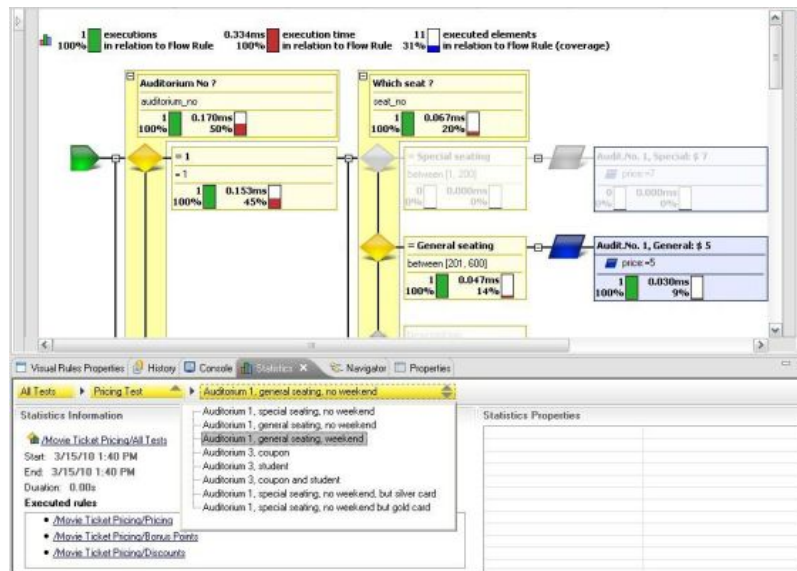 1 executions
100% in relation to Flow Rule
0.334ms execution time
100% in relation to Flow Rule
11 executed elements
31% in relation to Flow Rule (coverage)
Auditorium No ?
auditorium_no
1 0.170ms
100% 50%
Which seat ?
seat_no
1 0.067ms
100% 20%
= 1
= 1
1 0.153ms
100% 45%
= Special seating
between [1, 200]
0 0.000ms
0% 0%
Audit.No. 1, Special: $ 7
price =7
0 0.000ms
0% 0%
= General seating
between [201, 600]
1 0.047ms
100% 14%
Audit.No. 1, General: $ 5
price =5
1 0.030ms
100% 9%
Visual Rules Properties History Console Statistics Navigator Properties
All Tests Pricing Test Auditorium 1, general seating, no weekend
Statistics Information
Statistics Properties
/Movie Ticket Pricing/All Tests
Start: 3/15/10 1:40 PM
End: 3/15/10 1:40 PM
Duration: 0.00s
Executed rules
/Movie Ticket Pricing/Pricing
/Movie Ticket Pricing/Bonus Points
/Movie Ticket Pricing/Discounts
Auditorium 1, special seating, no weekend
Auditorium 1, general seating, no weekend
Auditorium 1, general seating, weekend
Auditorium 3, coupon
Auditorium 3, student
Auditorium 3, coupon and student
Auditorium 1, special seating, no weekend, but silver card
Auditorium 1, special seating, no weekend but gold card